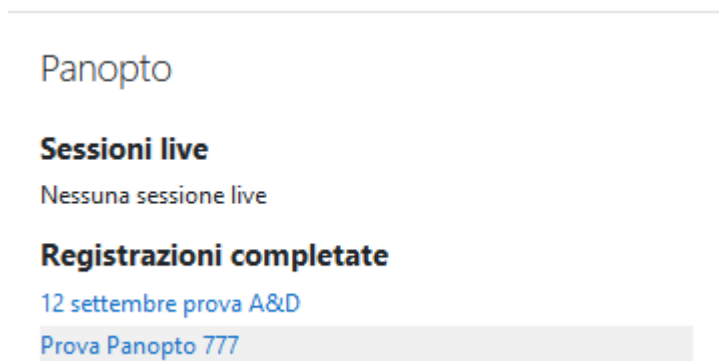 Panopto
Sessioni live
Nessuna sessione live
Registrazioni completate
12 settembre prova A&D
Prova Panopto 777